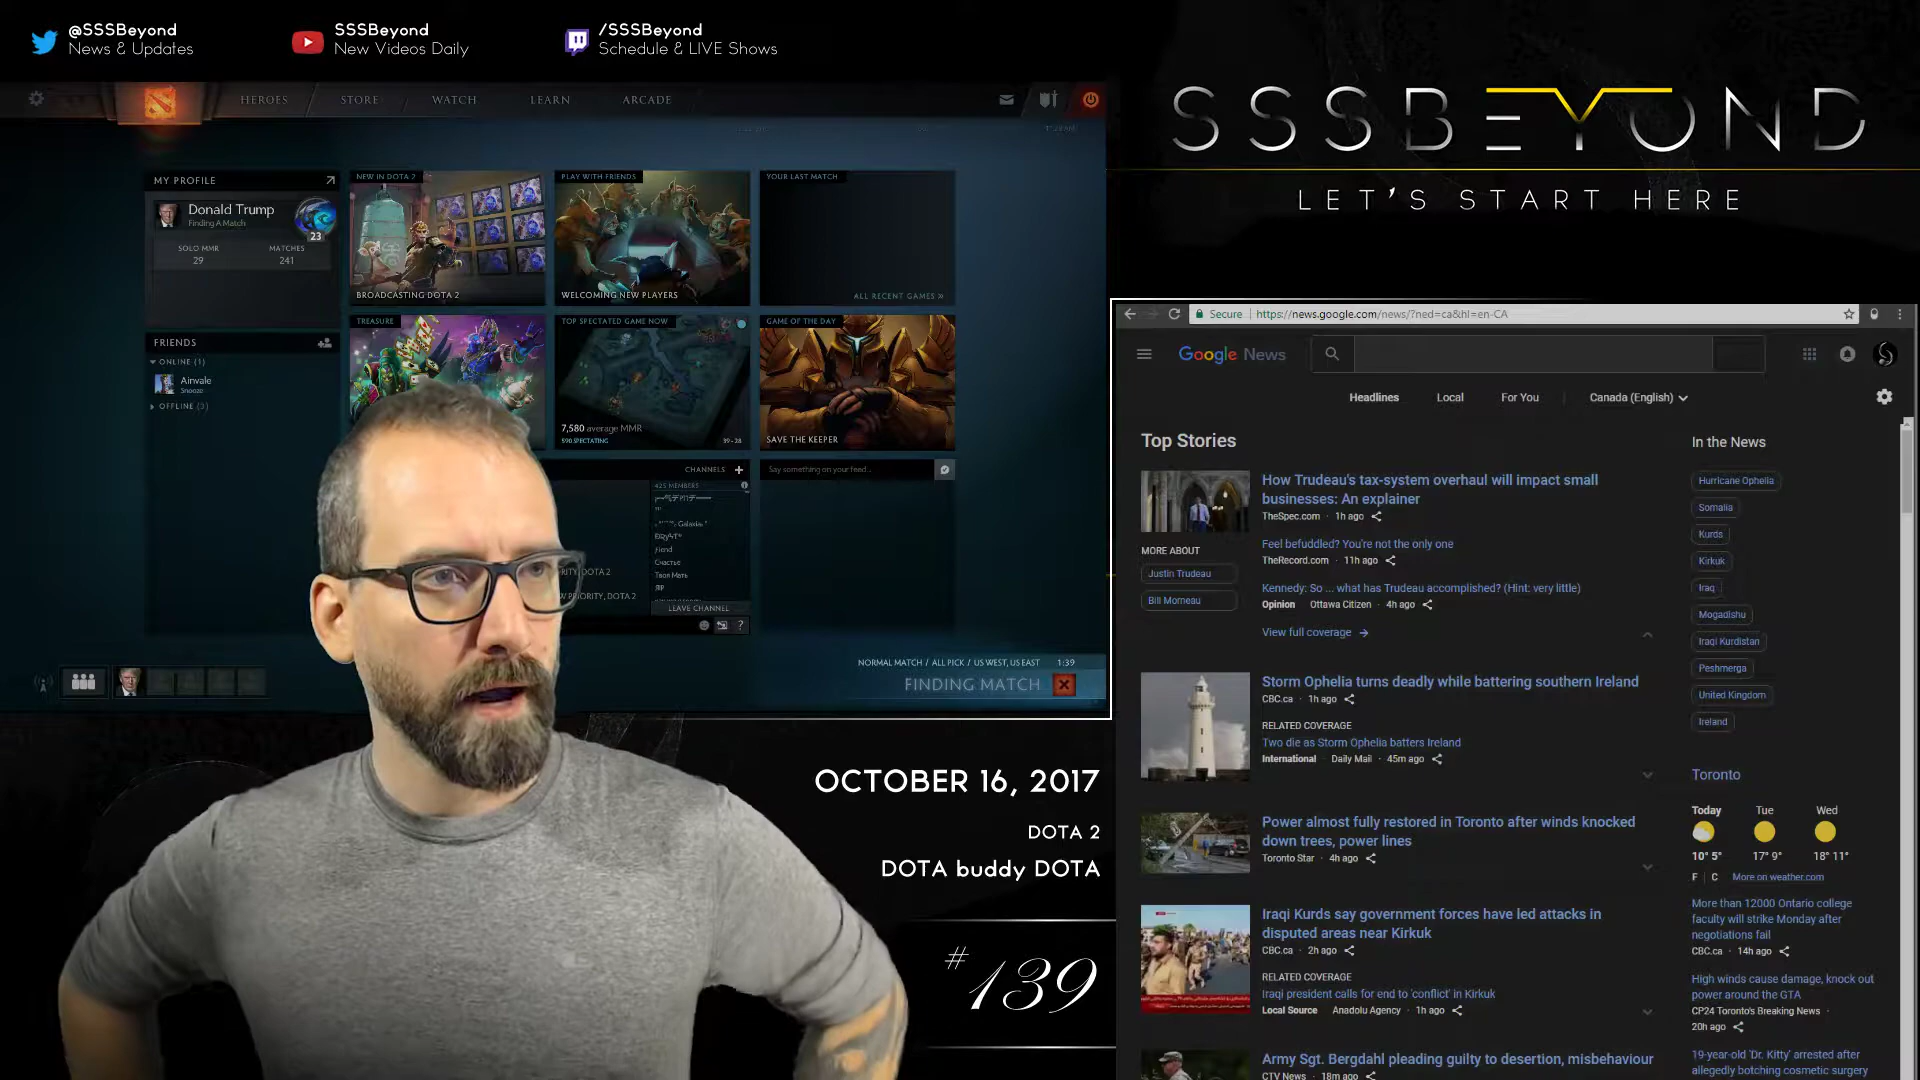 @SSSBeyond
News & Updates
SSSBeyond
New Videos Daily
/SSSBeyond
Schedule & LIVE Shows
SSSBEYOND
LET'S START HERE
HEROES
STORE
WATCH
LEARN
ARCADE
MY PROFILE
Donald Trump
Finding A Match
23
SOLO MMR
MATCHES
29
241
FRIENDS
ONLINE (1)
Airvale
Snooze
OFFLINE (3)
NEW IN DOTA 2
BROADCASTING DOTA 2
PLAY WITH FRIENDS
WELCOMING NEW PLAYERS
YOUR LAST MATCH
ALL RECENT GAMES »
TREASURE
TOP SPECTATED GAME NOW
7,580 average MMR
590 SPECTATING
39 - 28
GAME OF THE DAY
SAVE THE KEEPER
CHANNELS +
425 MEMBERS
Say something on your feed...
Счастье
Твоя Мать
LEAVE CHANNEL
?
NORMAL MATCH / ALL PICK / US WEST, US EAST
1:39
FINDING MATCH
OCTOBER 16, 2017
DOTA 2
DOTA buddy DOTA
#139
Secure
https://news.google.com/news/?ned=ca&hl=en-CA
Google News
Headlines
Local
For You
Canada (English)
Top Stories
How Trudeau's tax-system overhaul will impact small
businesses: An explainer
TheSpec.com · 1h ago
MORE ABOUT
Justin Trudeau
Bill Morneau
Feel befuddled? You're not the only one
TheRecord.com · 11h ago
Kennedy: So ... what has Trudeau accomplished? (Hint: very little)
Opinion Ottawa Citizen · 4h ago
View full coverage
Storm Ophelia turns deadly while battering southern Ireland
CBC.ca · 1h ago
RELATED COVERAGE
Two die as Storm Ophelia batters Ireland
International Daily Mail · 45m ago
Power almost fully restored in Toronto after winds knocked
down trees, power lines
Toronto Star · 4h ago
Iraqi Kurds say government forces have led attacks in
disputed areas near Kirkuk
CBC.ca · 2h ago
RELATED COVERAGE
Iraqi president calls for end to 'conflict' in Kirkuk
Local Source Anadolu Agency · 1h ago
Army Sgt. Bergdahl pleading guilty to desertion, misbehaviour
CTV News · 18m ago
In the News
Hurricane Ophelia
Somalia
Kurds
Kirkuk
Iraq
Mogadishu
Iraqi Kurdistan
Peshmerga
United Kingdom
Ireland
Toronto
Today
Tue
Wed
10° 5°
17° 9°
18° 11°
F | C
More on weather.com
More than 12000 Ontario college
faculty will strike Monday after
negotiations fail
CBC.ca · 14h ago
High winds cause damage, knock out
power around the GTA
CP24 Toronto's Breaking News ·
20h ago
19-year-old 'Dr. Kitty' arrested after
allegedly botching cosmetic surgery